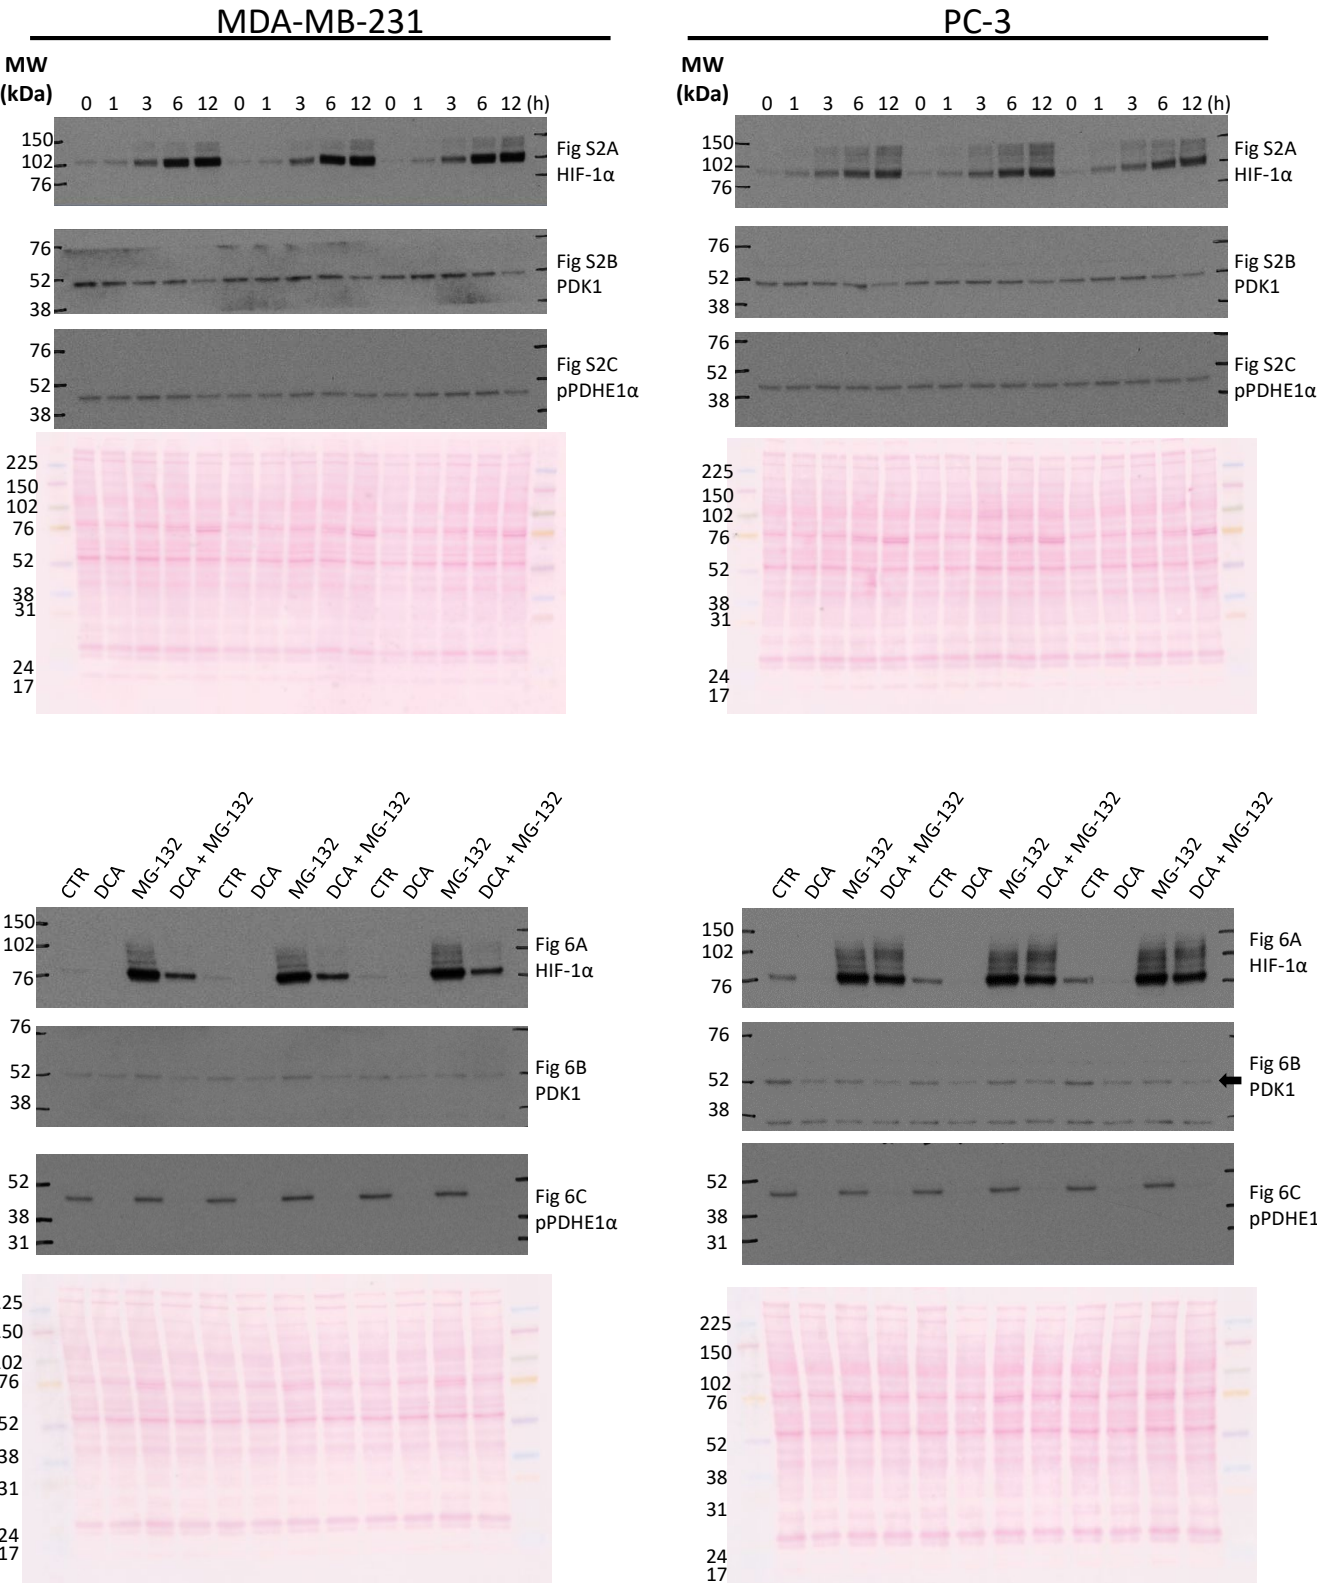 MDA-MB-231
PC-3
MW
(kDa)
0 1 3 6 12 0 1 3 6 12 0 1 3 6 12 (h)
150
102
76
Fig S2A
HIF-1α
76
52
38
Fig S2B
PDK1
76
52
38
Fig S2C
pPDHE1α
225
150
102
76
52
38
31
24
17
MW
(kDa)
0 1 3 6 12 0 1 3 6 12 0 1 3 6 12 (h)
150
102
76
Fig S2A
HIF-1α
76
52
38
Fig S2B
PDK1
76
52
38
Fig S2C
pPDHE1α
225
150
102
76
52
38
31
24
17
CTR DCA MG-132 DCA + MG-132 CTR DCA MG-132 DCA + MG-132 CTR DCA MG-132 DCA + MG-132
150
102
76
Fig 6A
HIF-1α
76
52
38
Fig 6B
PDK1
52
38
31
Fig 6C
pPDHE1α
25
150
02
76
52
38
31
24
17
CTR DCA MG-132 DCA + MG-132 CTR DCA MG-132 DCA + MG-132 CTR DCA MG-132 DCA + MG-132
150
102
76
Fig 6A
HIF-1α
76
52
38
Fig 6B
PDK1
52
38
31
Fig 6C
pPDHE1
225
150
102
76
52
38
31
24
17